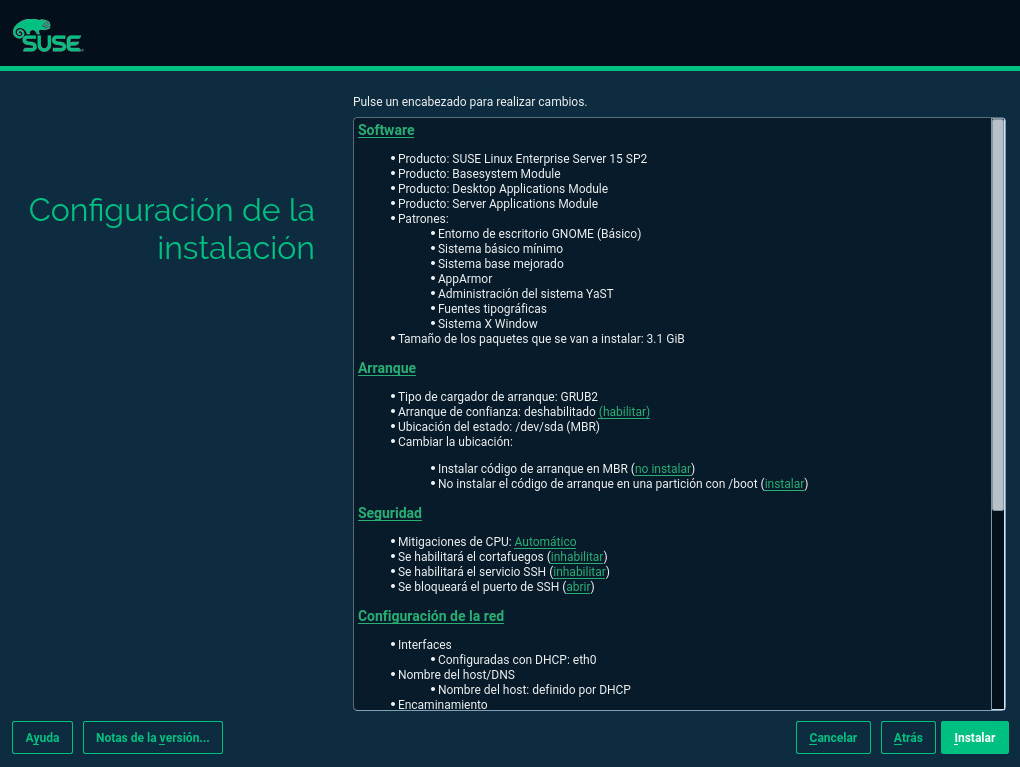 SUSE
Pulse un encabezado para realizar cambios.
Configuración de la
instalación
Software
• Producto: SUSE Linux Enterprise Server 15 SP2
• Producto: Basesystem Module
• Producto: Desktop Applications Module
• Producto: Server Applications Module
• Patrones:
• Entorno de escritorio GNOME (Básico)
• Sistema básico mínimo
• Sistema base mejorado
• AppArmor
• Administración del sistema YaST
• Fuentes tipográficas
• Sistema X Window
• Tamaño de los paquetes que se van a instalar: 3.1 GiB
Arranque
• Tipo de cargador de arranque: GRUB2
• Arranque de confianza: deshabilitado (habilitar)
• Ubicación del estado: /dev/sda (MBR)
• Cambiar la ubicación:
• Instalar código de arranque en MBR (no instalar)
• No instalar el código de arranque en una partición con /boot (instalar)
Seguridad
• Mitigaciones de CPU: Automático
• Se habilitará el cortafuegos (inhabilitar)
• Se habilitará el servicio SSH (inhabilitar)
• Se bloqueará el puerto de SSH (abrir)
Configuración de la red
• Interfaces
• Configuradas con DHCP: eth0
• Nombre del host/DNS
• Nombre del host: definido por DHCP
• Encaminamiento
Ayuda
Notas de la versión...
Cancelar
Atrás
Instalar